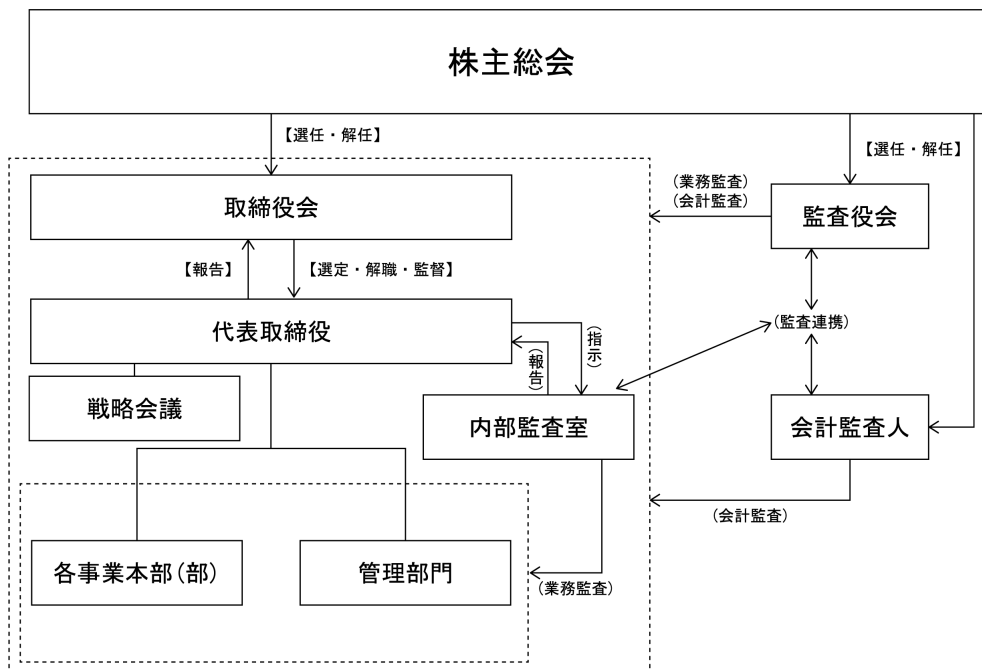 株主総会
【選任・解任】
【選任・解任】
(業務監査)
(会計監査)
取締役会
監査役会
【報告】
【選定・解職・監督】
代表取締役
(指示)
(報告)
(監査連携)
戦略会議
内部監査室
会計監査人
(会計監査)
各事業本部(部)
管理部門
(業務監査)